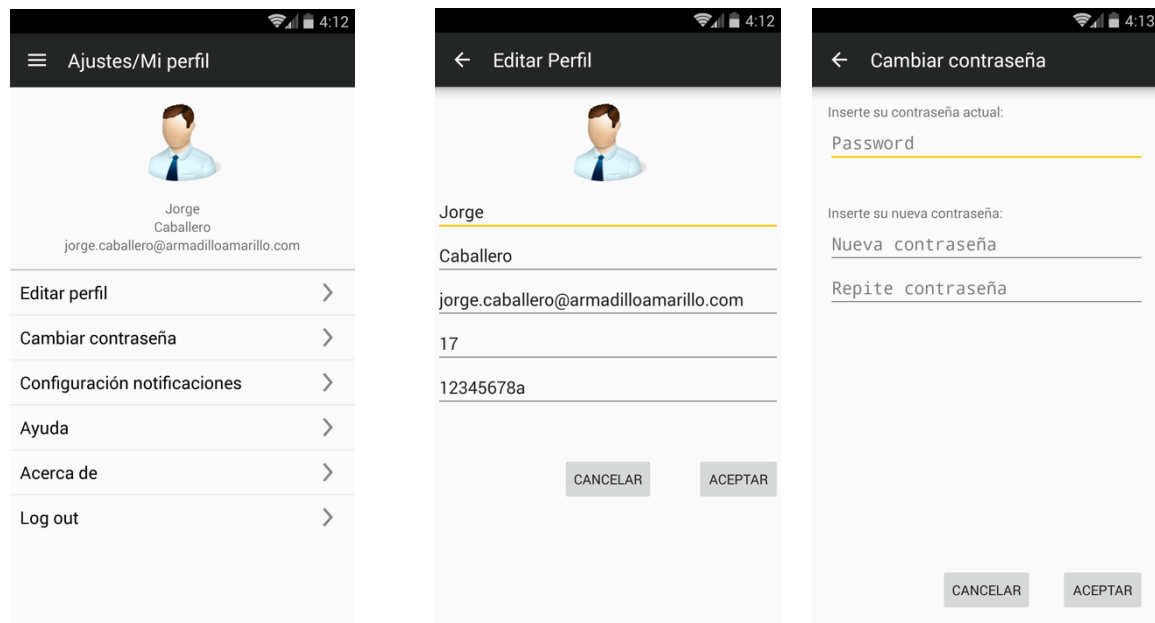 4:12
Ajustes/Mi perfil
Jorge
Caballero
jorge.caballero@armadilloamarillo.com
Editar perfil
Cambiar contraseña
Configuración notificaciones
Ayuda
Acerca de
Log out
4:12
Editar Perfil
Jorge
Caballero
jorge.caballero@armadilloamarillo.com
17
12345678a
CANCELAR ACEPTAR
4:13
Cambiar contraseña
Inserte su contraseña actual:
Password
Inserte su nueva contraseña:
Nueva contraseña
Repite contraseña
CANCELAR ACEPTAR